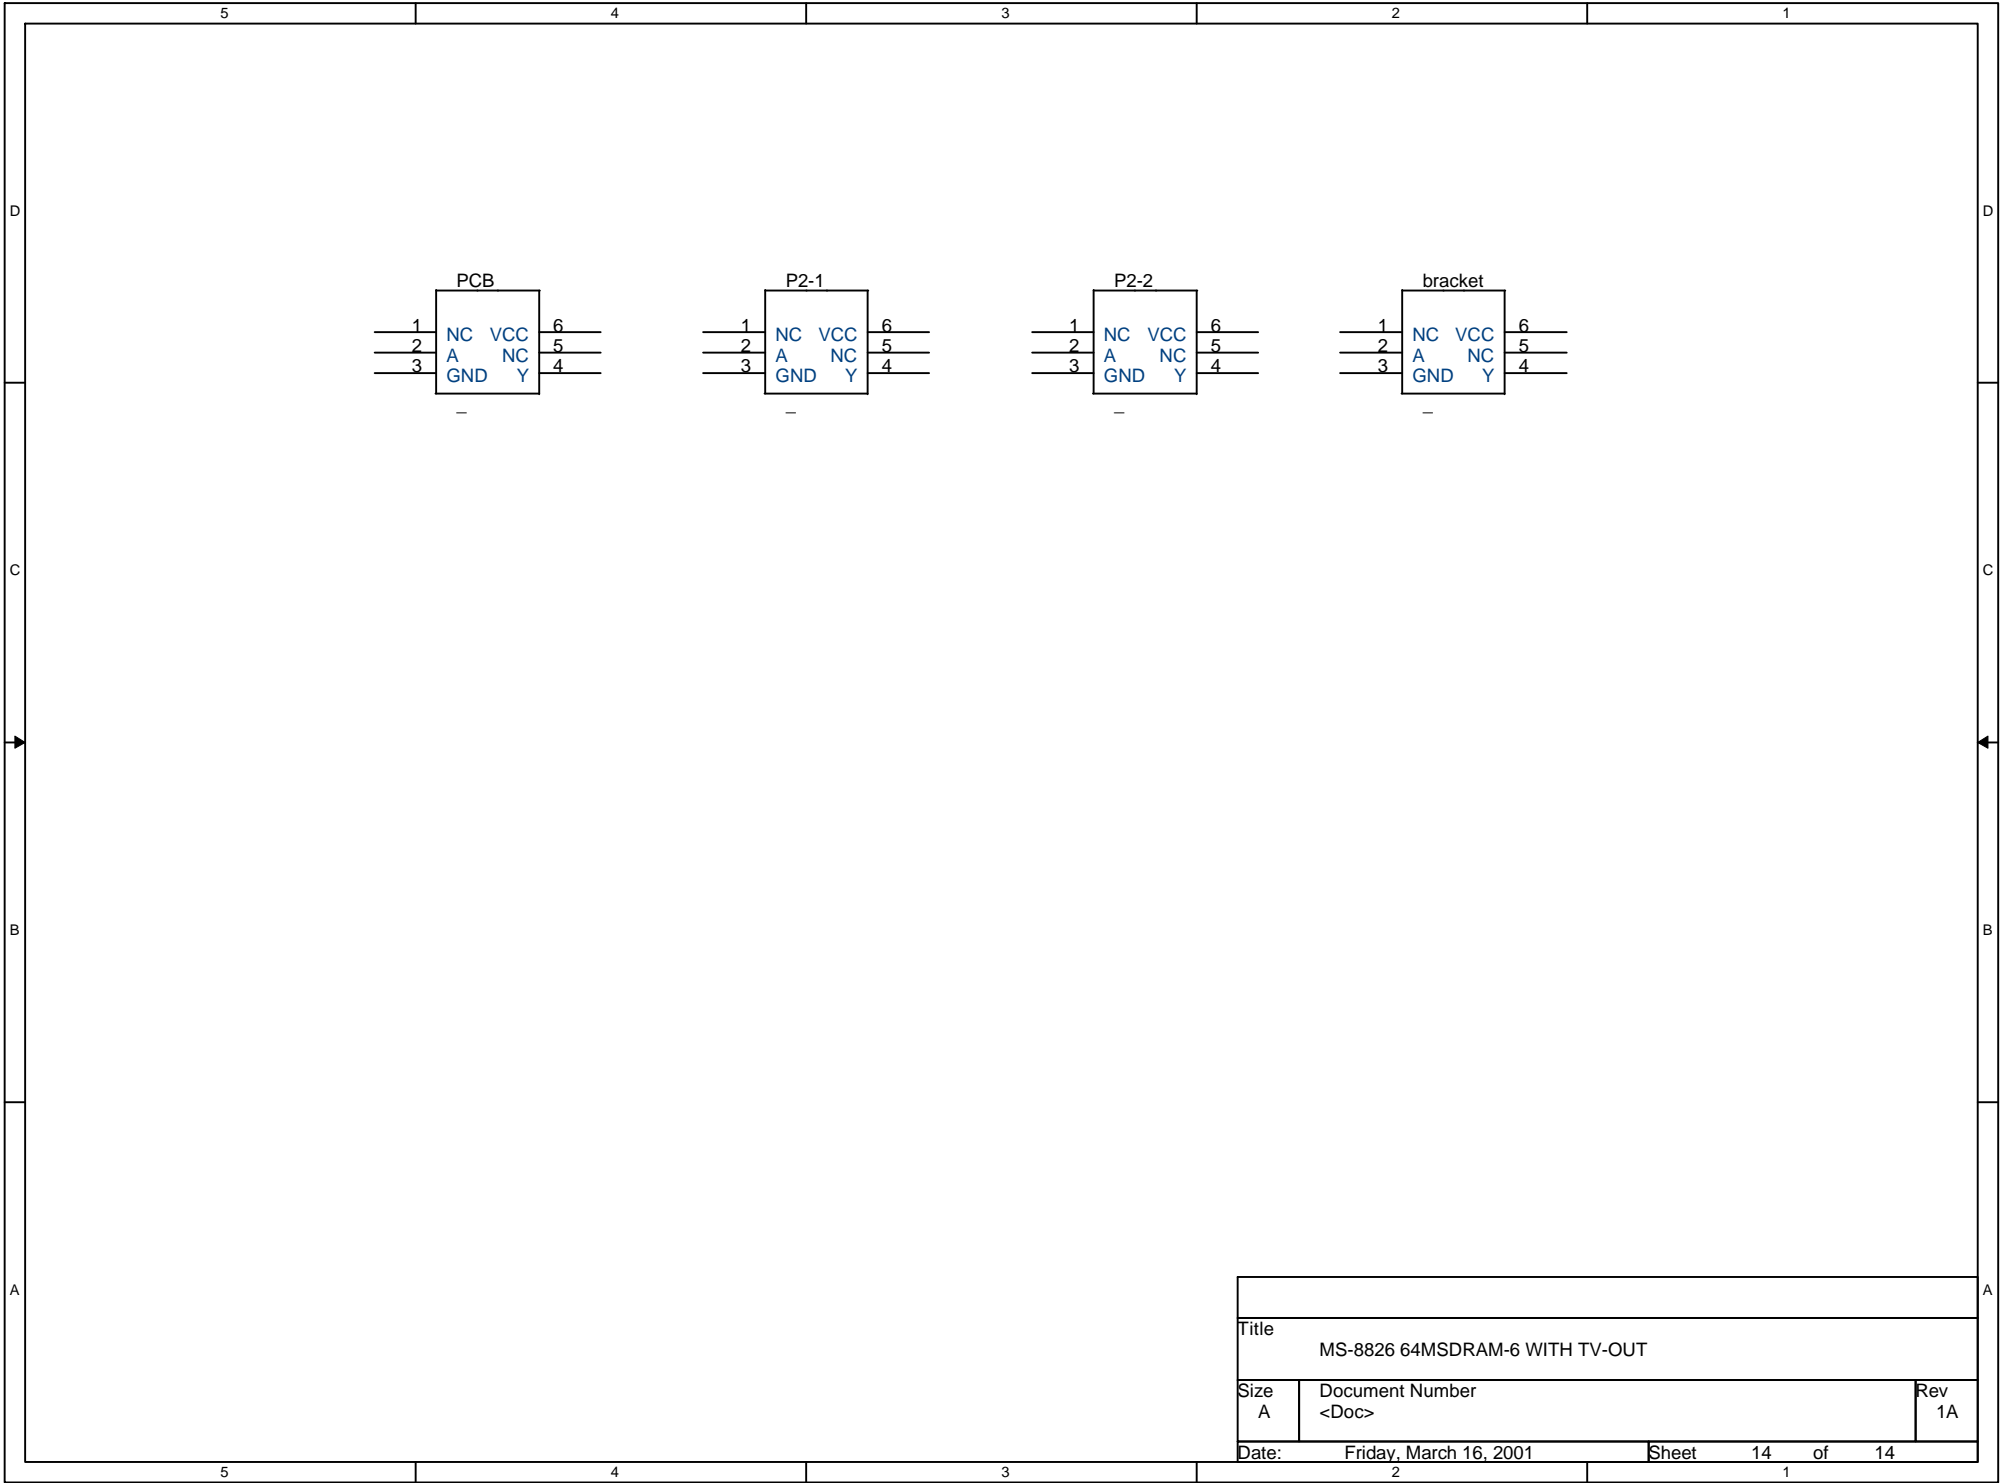 5 4 3 2 1
D D
PCB P2-1 P2-2 bracket
1 NC VCC 6 1 NC VCC 6 1 NC VCC 6 1 NC VCC 6
2 A NC 5 2 A NC 5 2 A NC 5 2 A NC 5
3 GND Y 4 3 GND Y 4 3 GND Y 4 3 GND Y 4
_ _ _ _
C C
B B
A A
Title
MS-8826 64MSDRAM-6 WITH TV-OUT
Size Document Number Rev
A <Doc> 1A
Date: Friday, March 16, 2001 Sheet 14 of 14
5 4 3 2 1